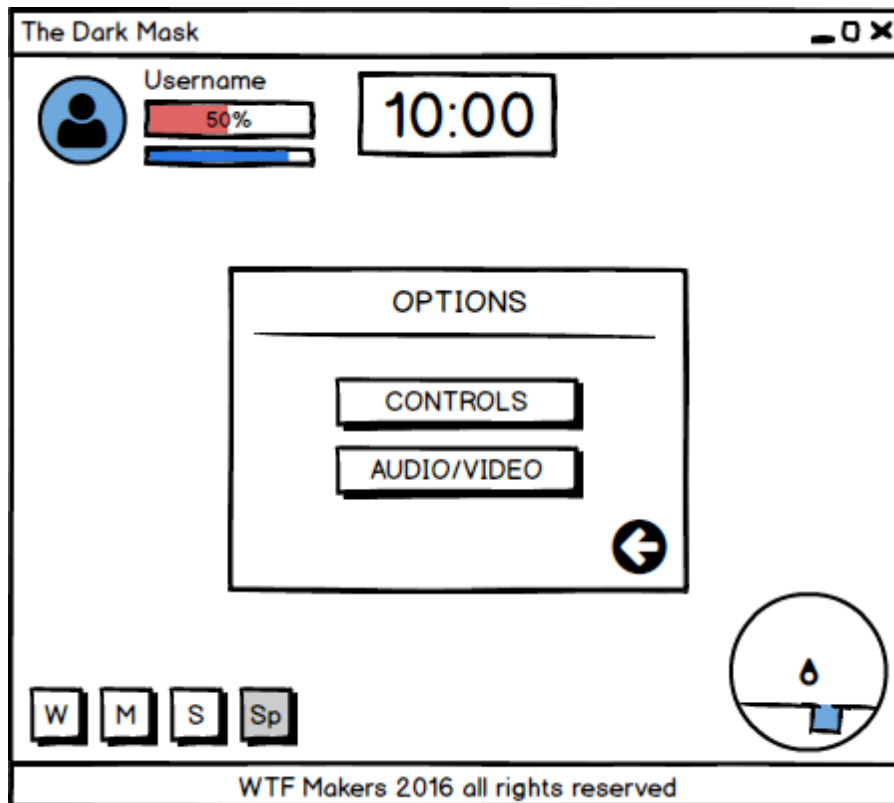 The Dark Mask
Username
50%
10:00
OPTIONS
CONTROLS
AUDIO/VIDEO
W M S Sp
WTF Makers 2016 all rights reserved